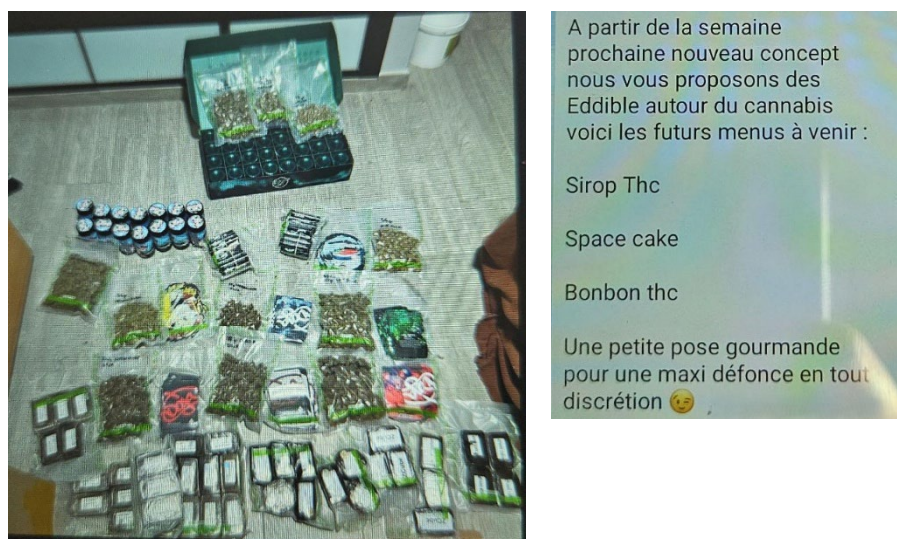 A partir de la semaine
prochaine nouveau concept
nous vous proposons des
Eddible autour du cannabis
voici les futurs menus à venir :
Sirop Thc
Space cake
Bonbon thc
Une petite pose gourmande
pour une maxi défonce en tout
discrétion 😉